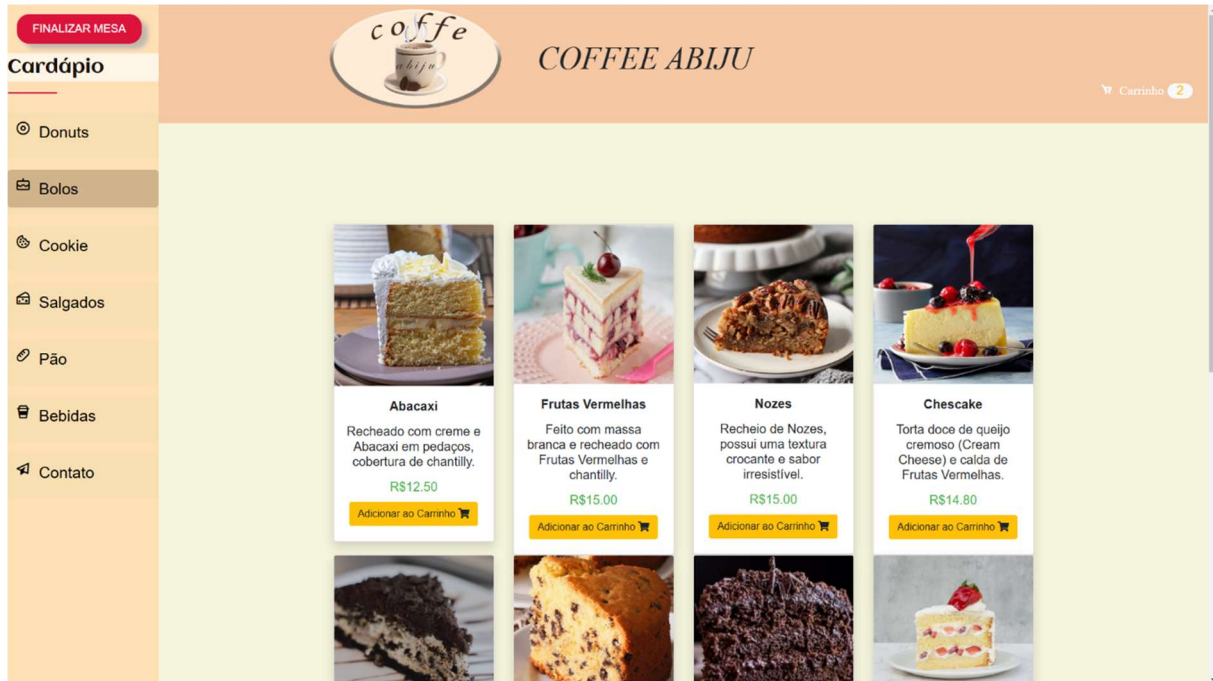 FINALIZAR MESA
Cardápio
Donuts
Bolos
Cookie
Salgados
Pão
Bebidas
Contato
coffe
abiju
COFFEE ABIJU
Carrinho 2
Abacaxi
Recheado com creme e
Abacaxi em pedaços,
cobertura de chantilly.
R$12.50
Adicionar ao Carrinho
Frutas Vermelhas
Feito com massa
branca e recheado com
Frutas Vermelhas e
chantilly.
R$15.00
Adicionar ao Carrinho
Nozes
Recheio de Nozes,
possui uma textura
crocante e sabor
irresistível.
R$15.00
Adicionar ao Carrinho
Chescake
Torta doce de queijo
cremoso (Cream
Cheese) e calda de
Frutas Vermelhas.
R$14.80
Adicionar ao Carrinho